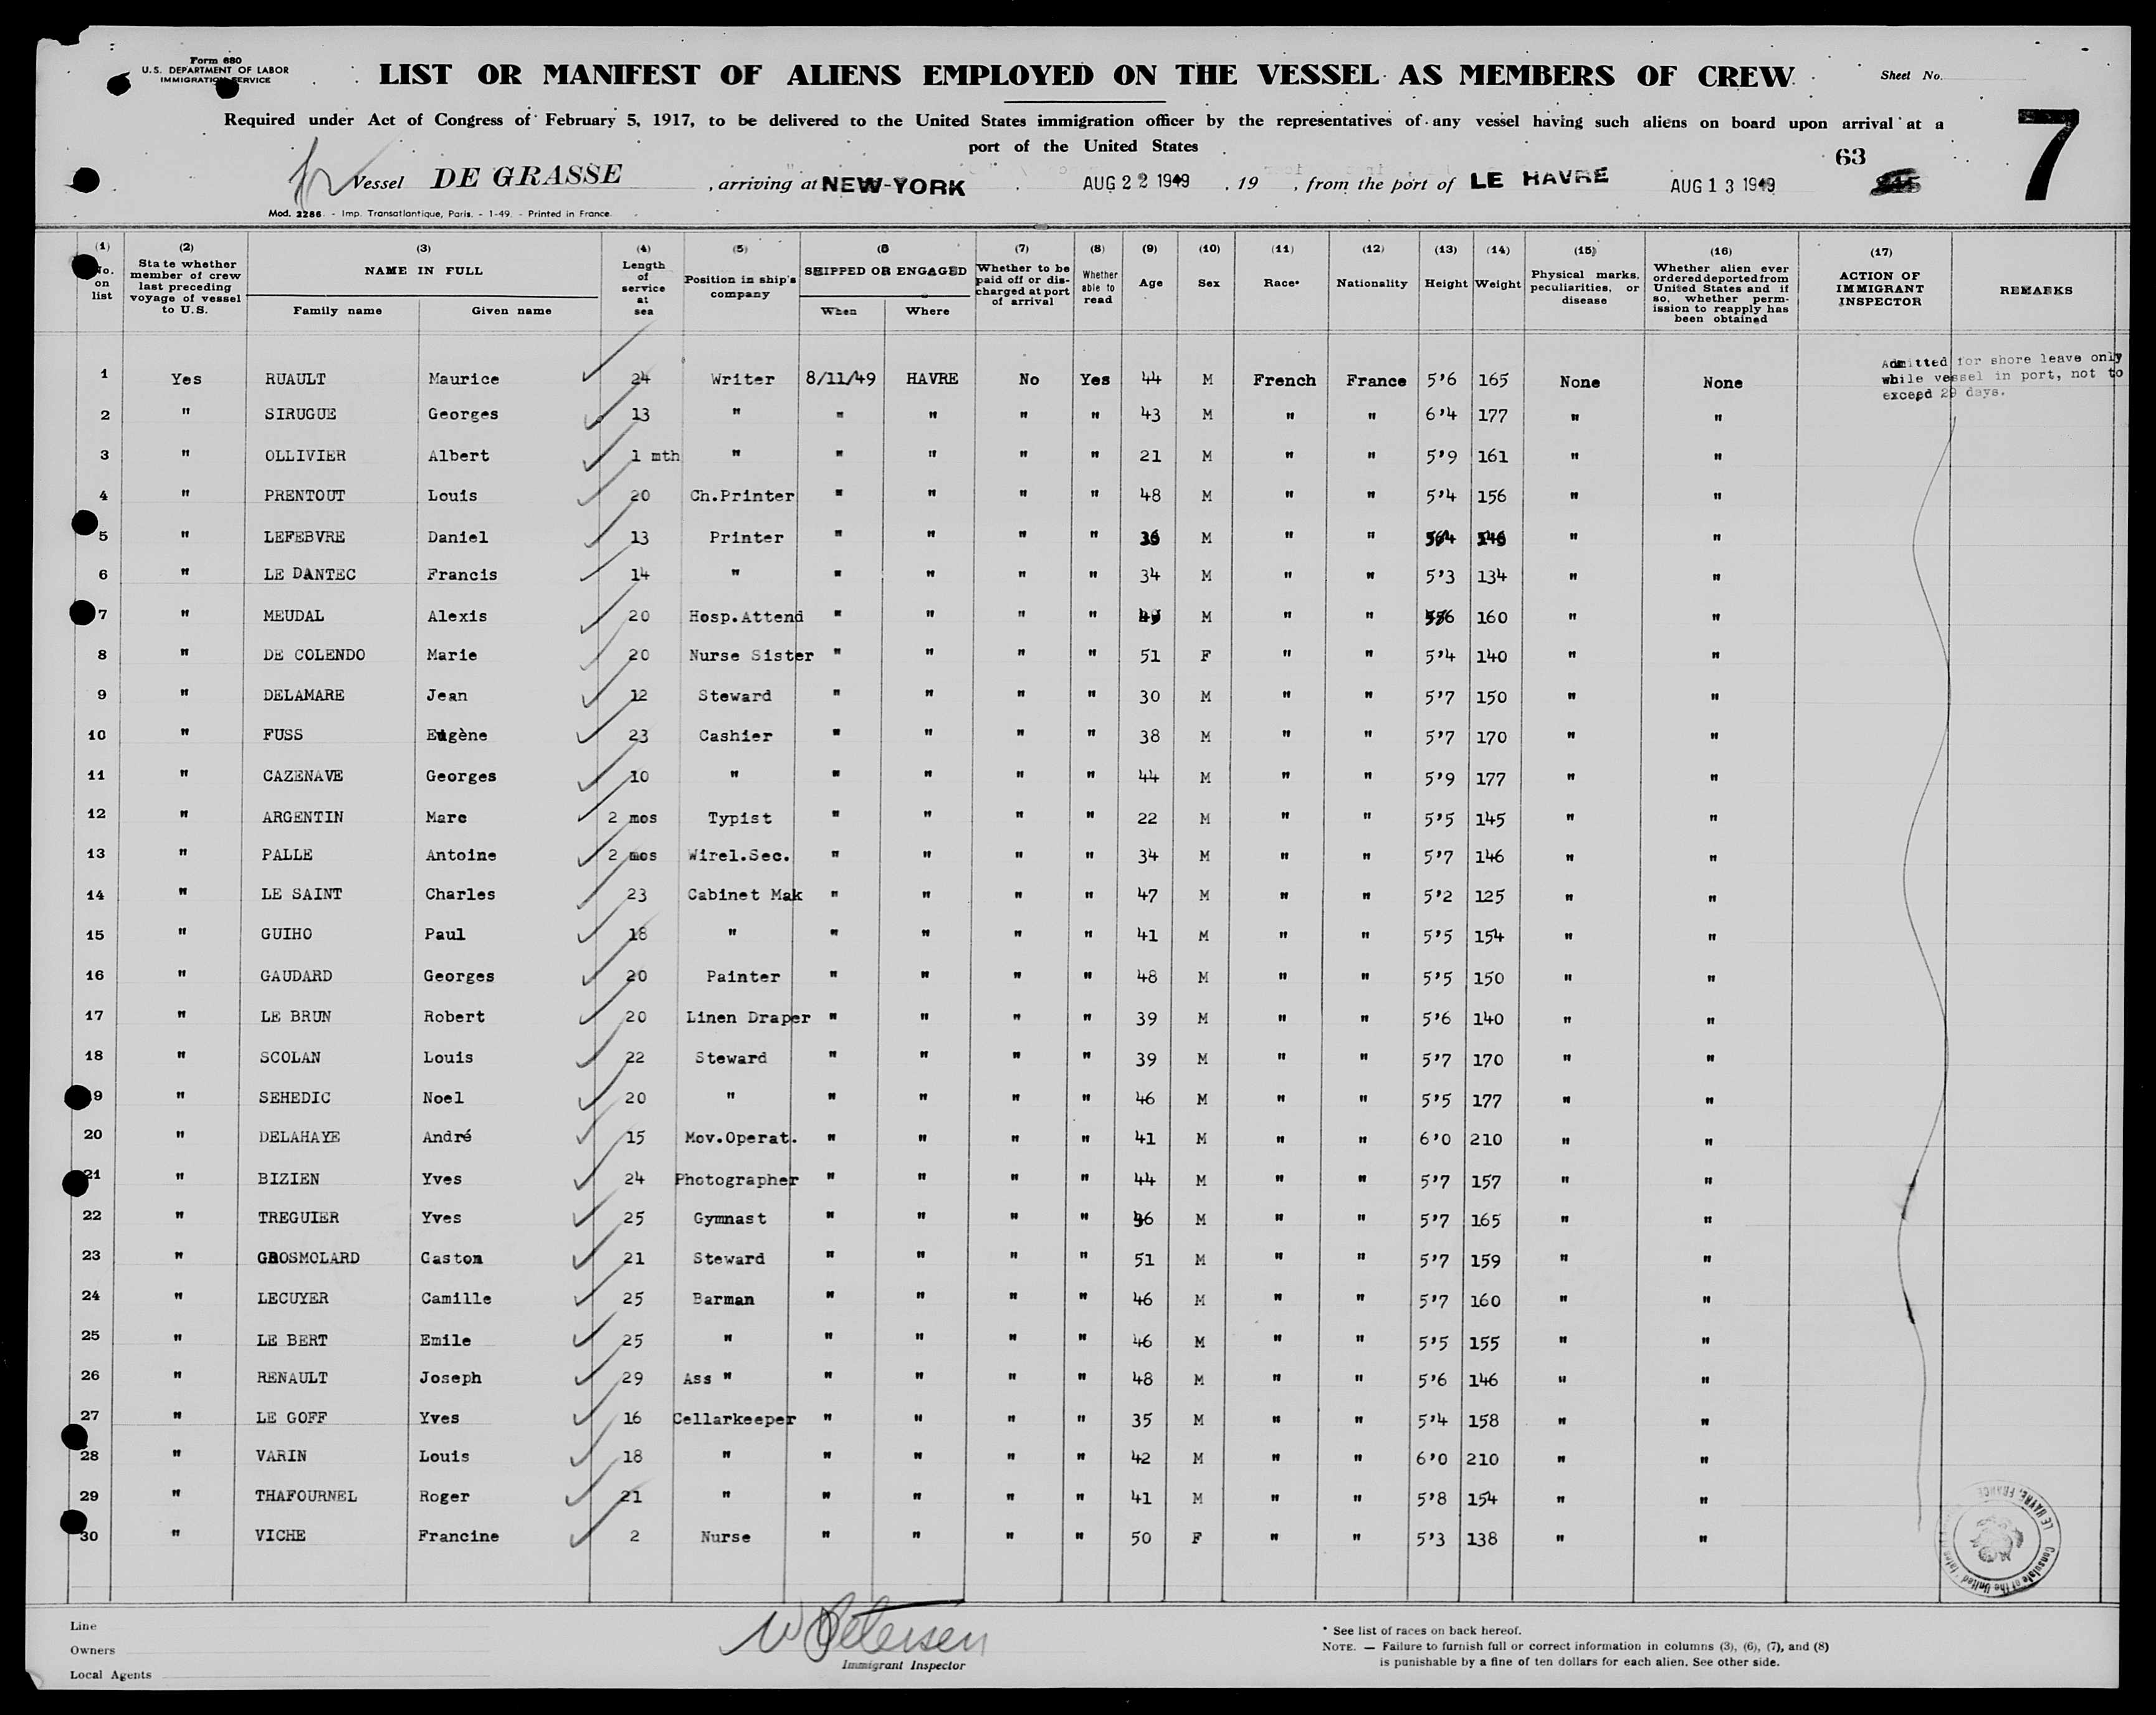 Form 680
U.S. DEPARTMENT OF LABOR
IMMIGRATION SERVICE
LIST OR MANIFEST OF ALIENS EMPLOYED ON THE VESSEL AS MEMBERS OF CREW
Sheet No.
Required under Act of Congress of February 5, 1917, to be delivered to the United States immigration officer by the representatives of any vessel having such aliens on board upon arrival at a
port of the United States
7
63
Vessel DE GRASSE , arriving at NEW-YORK AUG 22 1949 , 19 , from the port of LE HAVRE AUG 13 1949
Mod. 2286 - Imp. Transatlantique, Paris. - 1-49. - Printed in France.
(1) No. on list (2) State whether member of crew last preceding voyage of vessel to U.S. (3) NAME IN FULL Family name Given name (4) Length of service at sea (5) Position in ship's company (6 SHIPPED OR ENGAGED When Where (7) Whether to be paid off or discharged at port of arrival (8) Whether able to read (9) Age (10) Sex (11) Race* (12) Nationality (13) Height (14) Weight (15) Physical marks, peculiarities, or disease (16) Whether alien ever ordered deported from United States and if so, whether permission to reapply has been obtained (17) ACTION OF IMMIGRANT INSPECTOR REMARKS
Admitted for shore leave only
while vessel in port, not to
exceed 29 days.
1 Yes RUAULT Maurice 24 Writer 8/11/49 HAVRE No Yes 44 M French France 5'6 165 None None
2 " SIRUGUE Georges 13 " " " " " 43 M " " 6'4 177 " "
3 " OLLIVIER Albert 1 mth " " " " " 21 M " " 5'9 161 " "
4 " PRENTOUT Louis 20 Ch.Printer " " " " 48 M " " 5'4 156 " "
5 " LEFEBVRE Daniel 13 Printer " " " " M " " " "
6 " LE DANTEC Francis 14 " " " " " 34 M " " 5'3 134 " "
7 " MEUDAL Alexis 20 Hosp.Attend " " " " M " " 160 " "
8 " DE COLENDO Marie 20 Nurse Sister " " " " 51 F " " 5'4 140 " "
9 " DELAMARE Jean 12 Steward " " " " 30 M " " 5'7 150 " "
10 " FUSS Eugène 23 Cashier " " " " 38 M " " 5'7 170 " "
11 " CAZENAVE Georges 10 " " " " " 44 M " " 5'9 177 " "
12 " ARGENTIN Marc 2 mos Typist " " " " 22 M " " 5'5 145 " "
13 " PALLE Antoine 2 mos Wirel.Sec. " " " " 34 M " " 5'7 146 " "
14 " LE SAINT Charles 23 Cabinet Mak " " " " 47 M " " 5'2 125 " "
15 " GUIHO Paul 18 " " " " " 41 M " " 5'5 154 " "
16 " GAUDARD Georges 20 Painter " " " " 48 M " " 5'5 150 " "
17 " LE BRUN Robert 20 Linen Draper " " " " 39 M " " 5'6 140 " "
18 " SCOLAN Louis 22 Steward " " " " 39 M " " 5'7 170 " "
19 " SEHEDIC Noel 20 " " " " " 46 M " " 5'5 177 " "
20 " DELAHAYE André 15 Mov.Operat. " " " " 41 M " " 6'0 210 " "
21 " BIZIEN Yves 24 Photographer " " " " 44 M " " 5'7 157 " "
22 " TREGUIER Yves 25 Gymnast " " " " M " " 5'7 165 " "
23 " GROSMOLARD Gaston 21 Steward " " " " 51 M " " 5'7 159 " "
24 " LECUYER Camille 25 Barman " " " " 46 M " " 5'7 160 " "
25 " LE BERT Emile 25 " " " " " 46 M " " 5'5 155 " "
26 " RENAULT Joseph 29 Ass " " " " " 48 M " " 5'6 146 " "
27 " LE GOFF Yves 16 Cellarkeeper " " " " 35 M " " 5'4 158 " "
28 " VARIN Louis 18 " " " " " 42 M " " 6'0 210 " "
29 " THAFOURNEL Roger 21 " " " " " 41 M " " 5'8 154 " "
30 " VICHE Francine 2 Nurse " " " " 50 F " " 5'3 138 " "
Consulate of the United States LE HAVRE, FRANCE
Line
Owners
Local Agents
W Petersen
Immigrant Inspector
* See list of races on back hereof.
NOTE. — Failure to furnish full or correct information in columns (3), (6), (7), and (8)
is punishable by a fine of ten dollars for each alien. See other side.